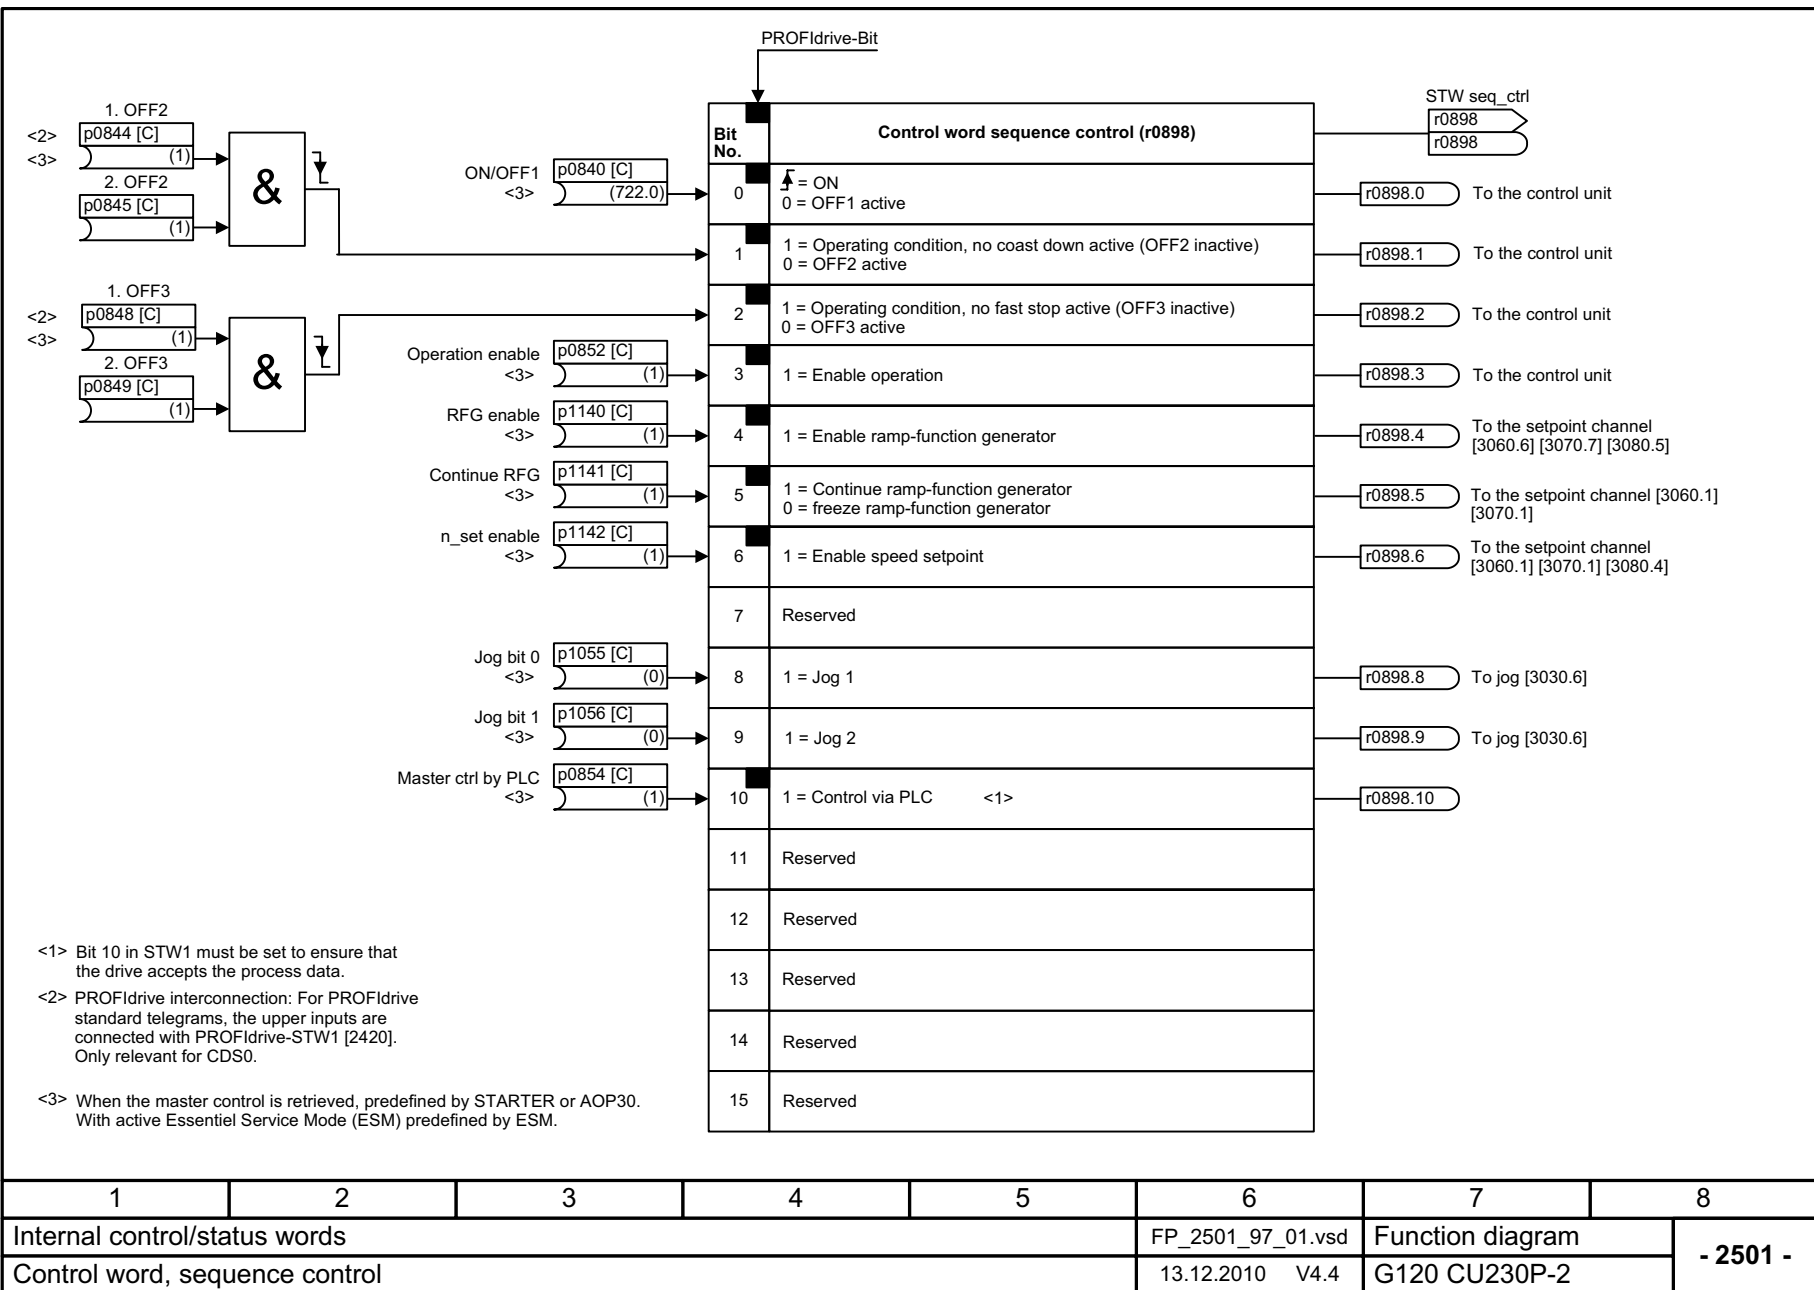 PROFIdrive-Bit
1. OFF2
<2>
p0844 [C]
<3>
(1)
2. OFF2
p0845 [C]
(1)
&
1. OFF3
<2>
p0848 [C]
<3>
(1)
2. OFF3
p0849 [C]
(1)
&
Bit No.
Control word sequence control (r0898)
STW seq_ctrl
r0898
r0898
ON/OFF1
<3>
p0840 [C]
(722.0)
0
= ON
0 = OFF1 active
r0898.0
To the control unit
1
1 = Operating condition, no coast down active (OFF2 inactive)
0 = OFF2 active
r0898.1
To the control unit
2
1 = Operating condition, no fast stop active (OFF3 inactive)
0 = OFF3 active
r0898.2
To the control unit
Operation enable
<3>
p0852 [C]
(1)
3
1 = Enable operation
r0898.3
To the control unit
RFG enable
<3>
p1140 [C]
(1)
4
1 = Enable ramp-function generator
r0898.4
To the setpoint channel
[3060.6] [3070.7] [3080.5]
Continue RFG
<3>
p1141 [C]
(1)
5
1 = Continue ramp-function generator
0 = freeze ramp-function generator
r0898.5
To the setpoint channel [3060.1]
[3070.1]
n_set enable
<3>
p1142 [C]
(1)
6
1 = Enable speed setpoint
r0898.6
To the setpoint channel
[3060.1] [3070.1] [3080.4]
7
Reserved
Jog bit 0
<3>
p1055 [C]
(0)
8
1 = Jog 1
r0898.8
To jog [3030.6]
Jog bit 1
<3>
p1056 [C]
(0)
9
1 = Jog 2
r0898.9
To jog [3030.6]
Master ctrl by PLC
<3>
p0854 [C]
(1)
10
1 = Control via PLC <1>
r0898.10
11
Reserved
12
Reserved
13
Reserved
14
Reserved
15
Reserved
<1> Bit 10 in STW1 must be set to ensure that
the drive accepts the process data.
<2> PROFIdrive interconnection: For PROFIdrive
standard telegrams, the upper inputs are
connected with PROFIdrive-STW1 [2420].
Only relevant for CDS0.
<3> When the master control is retrieved, predefined by STARTER or AOP30.
With active Essentiel Service Mode (ESM) predefined by ESM.
1 2 3 4 5 6 7 8
Internal control/status words
FP_2501_97_01.vsd
Function diagram
- 2501 -
Control word, sequence control
13.12.2010 V4.4
G120 CU230P-2